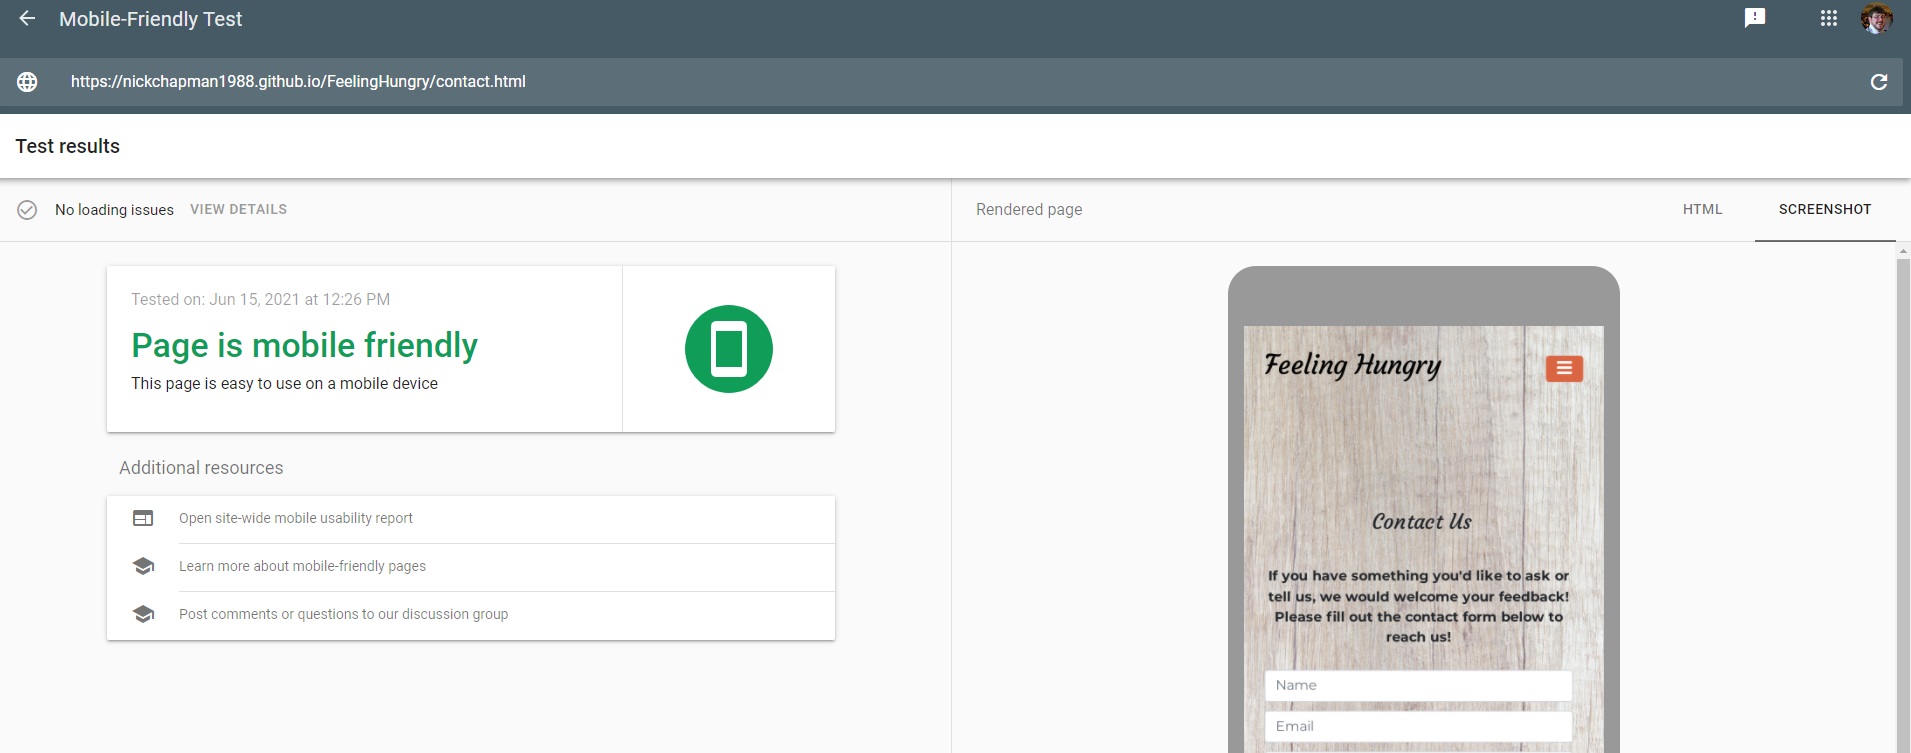 Mobile-Friendly Test
https://nickchapman1988.github.io/FeelingHungry/contact.html
Test results
No loading issues VIEW DETAILS
Rendered page HTML SCREENSHOT
Tested on: Jun 15, 2021 at 12:26 PM
Page is mobile friendly
This page is easy to use on a mobile device
Additional resources
Open site-wide mobile usability report
Learn more about mobile-friendly pages
Post comments or questions to our discussion group
Feeling Hungry
Contact Us
If you have something you'd like to ask or
tell us, we would welcome your feedback!
Please fill out the contact form below to
reach us!
Name
Email